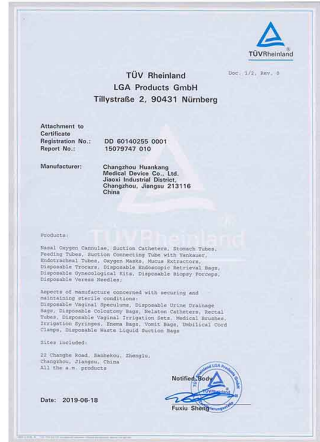 TÜVRheinland
®
Doc. 1/2, Rev. 0
TÜV Rheinland
LGA Products GmbH
Tillystraße 2, 90431 Nürnberg
Attachment to
Certificate
Registration No.: DD 60140255 0001
Report No.: 15079747 010
Manufacturer: Changzhou Huankang
Medical Device Co., Ltd.
Jiaoxi Industrial District,
Changzhou, Jiangsu 213116
China
TÜVRheinland
Products:
Nasal Oxygen Cannulae, Suction Catheters, Stomach Tubes,
Feeding Tubes, Suction Connecting Tube with Yankauer,
Endotracheal Tubes, Oxygen Masks, Mucus Extractors,
Disposable Trocars, Disposable Endoscopic Retrieval Bags,
Disposable Gynecological Kits, Disposable Biopsy Forceps,
Disposable Veress Needles;
Aspects of manufacture concerned with securing and
maintaining sterile conditions:
Disposable Vaginal Speculums, Disposable Urine Drainage
Bags, Disposable Colostomy Bags, Nelaton Catheters, Rectal
Tubes, Disposable Vaginal Irrigation Sets, Medical Brushes,
Irrigation Syringes, Enema Bags, Vomit Bags, Umbilical Cord
Clamps, Disposable Waste Liquid Suction Bags
Sites included:
22 Changhe Road,
Changzhou, Jiangsu, China
All the a.m. products
Notified Body
Date: 2019-06-18
Fuxiu Sheng